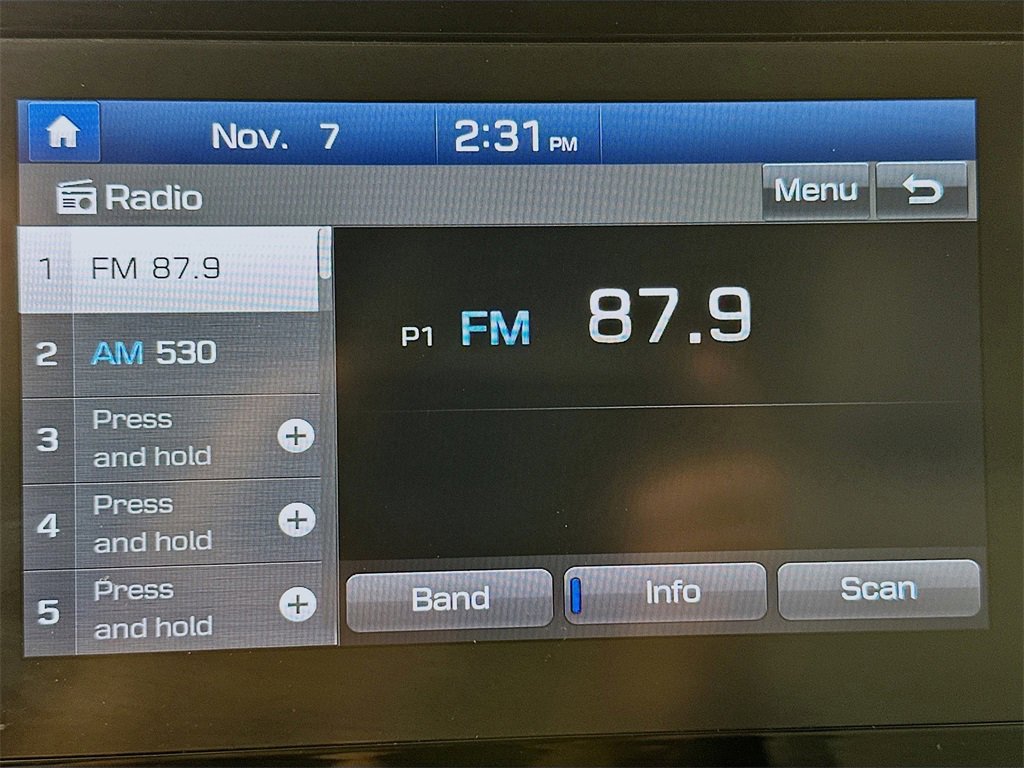 Nov. 7 2:31 PM
Radio Menu
1 FM 87.9
P1 FM 87.9
2 AM 530
3 Press
and hold
4 Press
and hold
5 Press
and hold
Band Info Scan